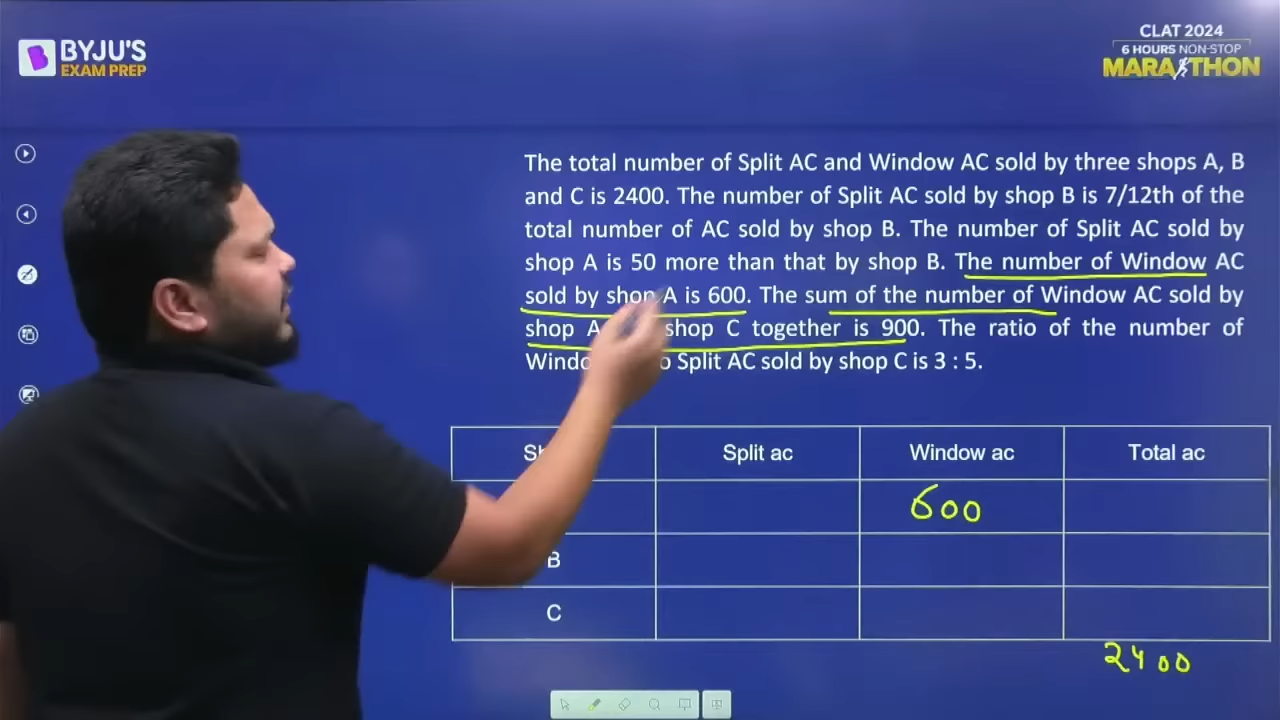 BYJU'S
EXAM PREP
CLAT 2024
6 HOURS NON-STOP
MARATHON
The total number of Split AC and Window AC sold by three shops A, B
and C is 2400. The number of Split AC sold by shop B is 7/12th of the
total number of AC sold by shop B. The number of Split AC sold by
shop A is 50 more than that by shop B. The number of Window AC
sold by shop A is 600. The sum of the number of Window AC sold by
shop A shop C together is 900. The ratio of the number of
Split AC sold by shop C is 3 : 5.
Split ac Window ac Total ac
600
B
C
2400